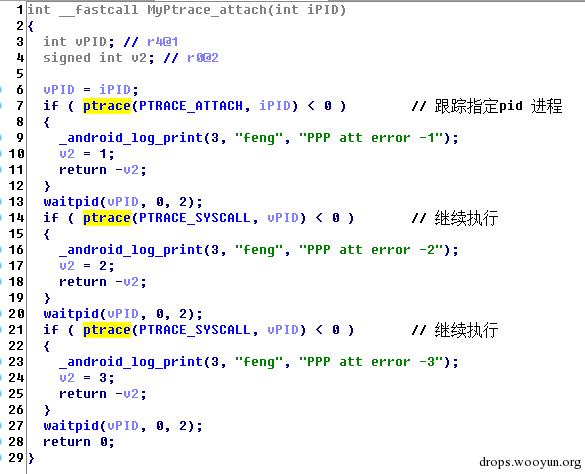 1 int __fastcall MyPtrace_attach(int iPID)
2 {
3 int vPID; // r4@1
4 signed int v2; // r0@2
5
6 vPID = iPID;
7 if ( ptrace(PTRACE_ATTACH, iPID) < 0 ) // 跟踪指定pid 进程
8 {
9 _android_log_print(3, "feng", "PPP att error -1");
10 v2 = 1;
11 return -v2;
12 }
13 waitpid(vPID, 0, 2);
14 if ( ptrace(PTRACE_SYSCALL, vPID) < 0 ) // 继续执行
15 {
16 _android_log_print(3, "feng", "PPP att error -2");
17 v2 = 2;
18 return -v2;
19 }
20 waitpid(vPID, 0, 2);
21 if ( ptrace(PTRACE_SYSCALL, vPID) < 0 ) // 继续执行
22 {
23 _android_log_print(3, "feng", "PPP att error -3");
24 v2 = 3;
25 return -v2;
26 }
27 waitpid(vPID, 0, 2);
28 return 0;
29 }
drops.wooyun.org